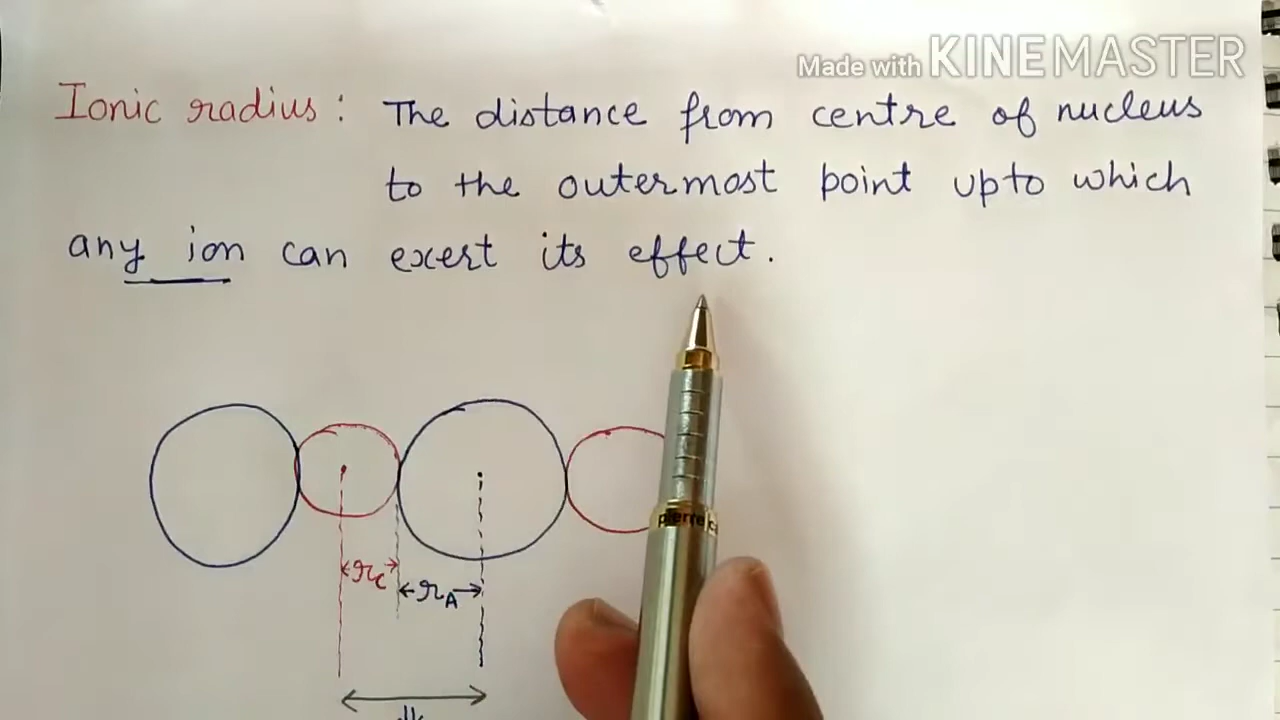 Made with KINEMASTER
Ionic radius: The distance from centre of nucleus
to the outermost point upto which
any ion can exert its effect.
pierre
rC
rA